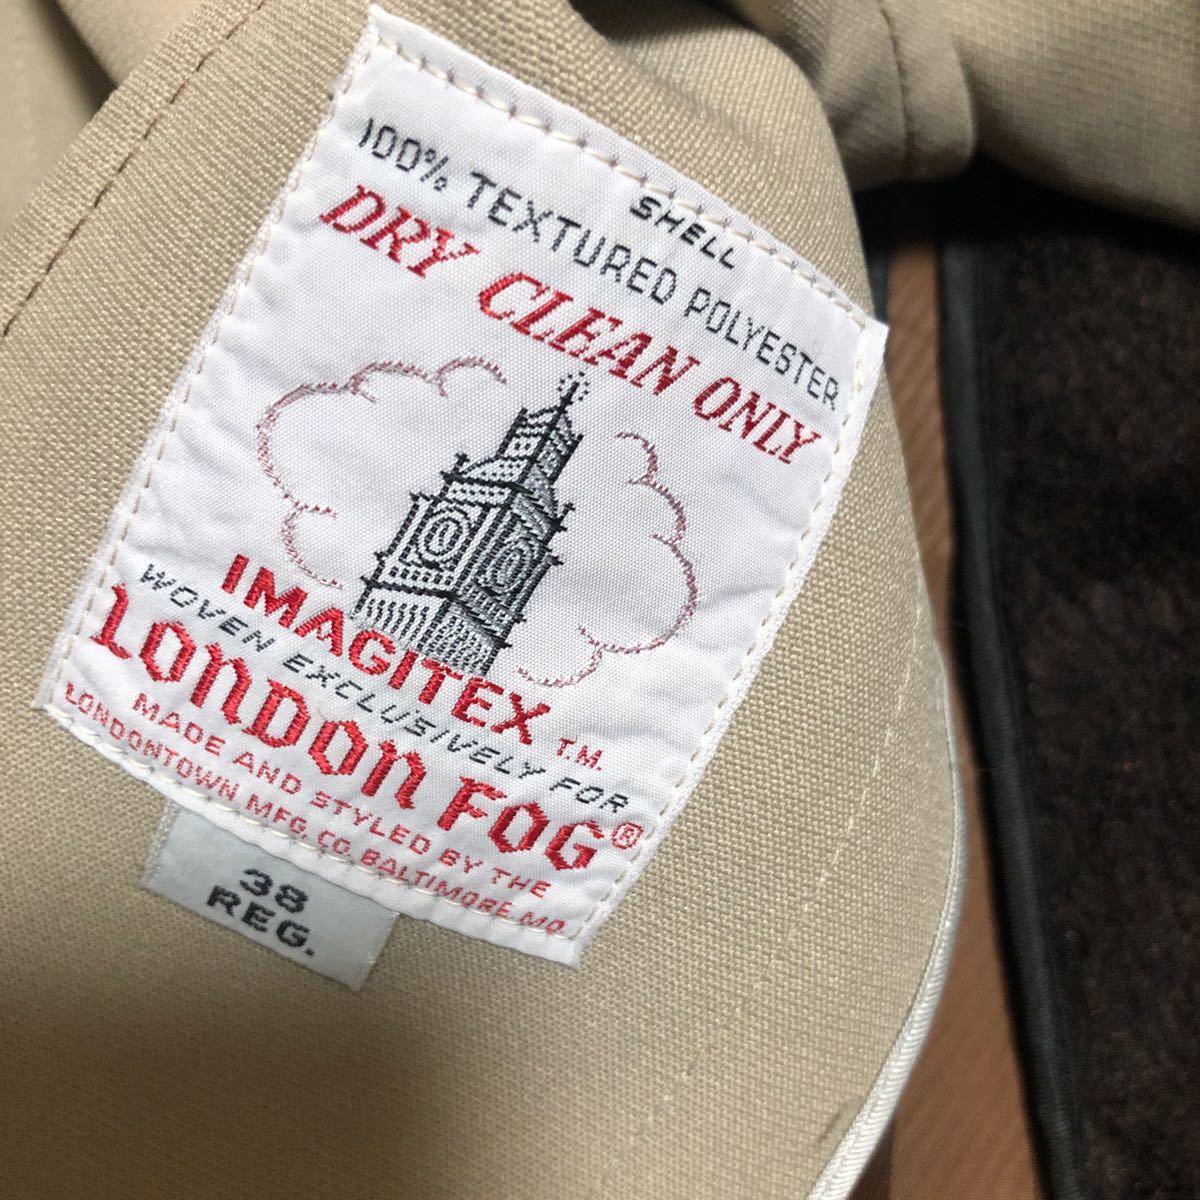 SHELL
100% TEXTURED POLYESTER
DRY CLEAN ONLY
IMAGITEX T.M.
WOVEN EXCLUSIVELY FOR
LONDON FOG®
MADE AND STYLED BY THE
LONDONTOWN MFG. CO. BALTIMORE, MD.
38
REG.